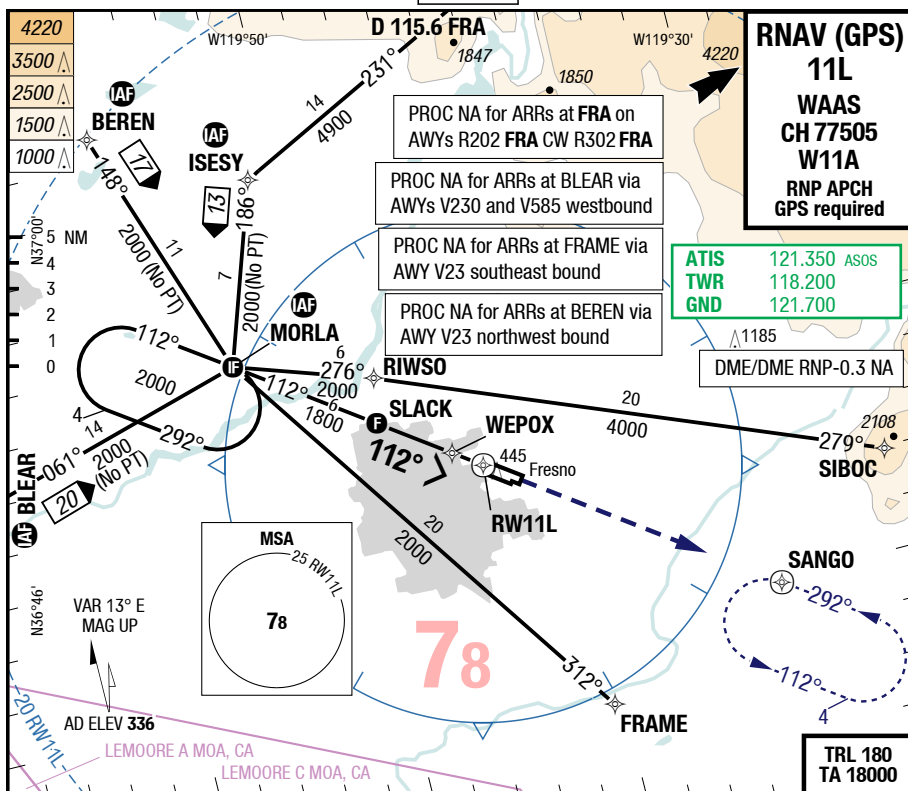 4220
3500
2500
1500
1000
W119°50'
D 115.6 FRA
1847
W119°30'
4220
1850
RNAV (GPS)
11L
WAAS
CH 77505
W11A
RNP APCH
GPS required
IAF
BEREN
17
148°
11
2000 (No PT)
IAF
ISESY
13
186°
7
2000 (No PT)
231°
14
4900
PROC NA for ARRs at FRA on
AWYs R202 FRA CW R302 FRA
PROC NA for ARRs at BLEAR via
AWYs V230 and V585 westbound
PROC NA for ARRs at FRAME via
AWY V23 southeast bound
PROC NA for ARRs at BEREN via
AWY V23 northwest bound
ATIS 121.350 ASOS
TWR 118.200
GND 121.700
1185
DME/DME RNP-0.3 NA
N37°00'
5 NM
4
3
2
1
0
IAF
MORLA
IF
112°
2000
4
292°
6
276°
2000
RIWSO
20
4000
279°
2108
SIBOC
112°
6
1800
F SLACK
112°
WEPOX
445
Fresno
RW11L
061°
14
2000
(No PT)
20
IAF BLEAR
20
2000
312°
FRAME
MSA
25 RW11L
78
78
SANGO
292°
112°
4
N36°46'
VAR 13° E
MAG UP
AD ELEV 336
20 RW11L
LEMOORE A MOA, CA
LEMOORE C MOA, CA
TRL 180
TA 18000